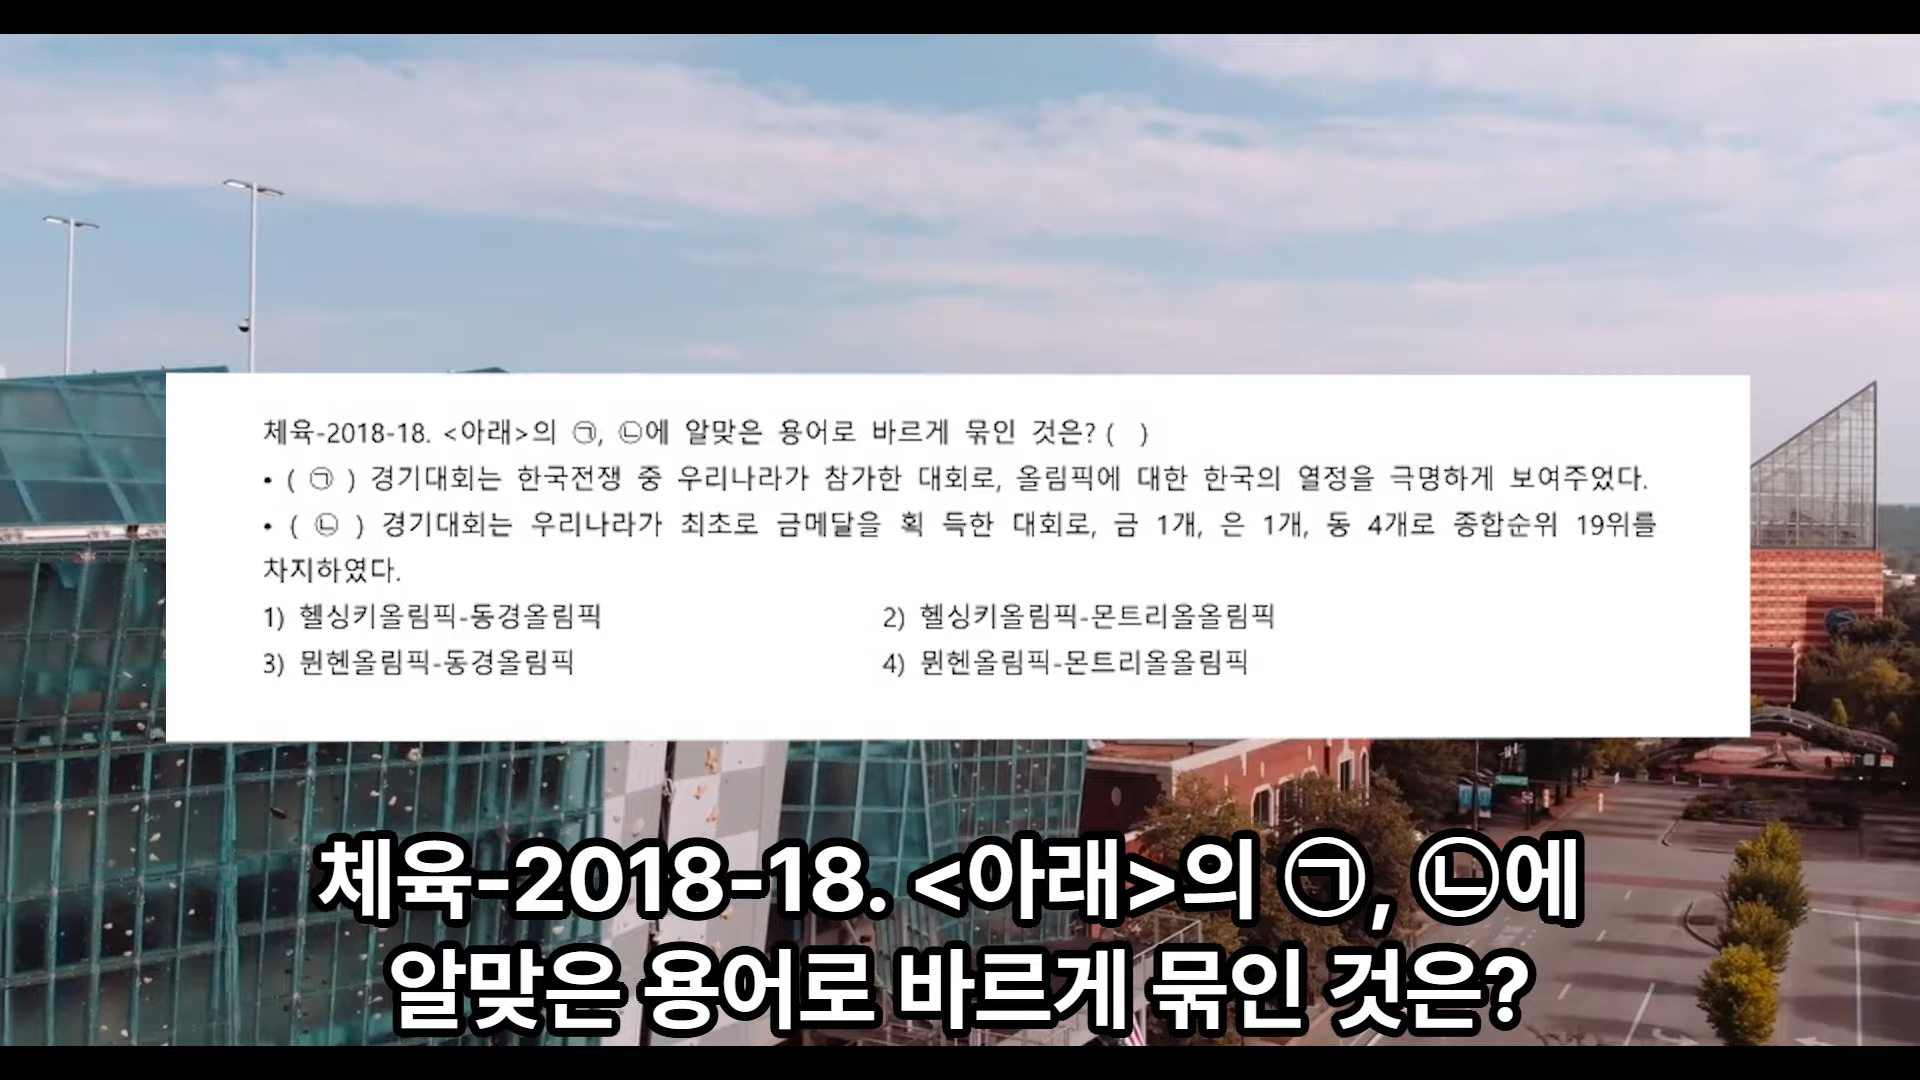 체육-2018-18. <아래>의 ㉠, ㉡에 알맞은 용어로 바르게 묶인 것은? (  )
• ( ㉠ ) 경기대회는 한국전쟁 중 우리나라가 참가한 대회로, 올림픽에 대한 한국의 열정을 극명하게 보여주었다.
• ( ㉡ ) 경기대회는 우리나라가 최초로 금메달을 획 득한 대회로, 금 1개, 은 1개, 동 4개로 종합순위 19위를
차지하였다.
1) 헬싱키올림픽-동경올림픽
2) 헬싱키올림픽-몬트리올올림픽
3) 뮌헨올림픽-동경올림픽
4) 뮌헨올림픽-몬트리올올림픽
체육-2018-18. <아래>의 ㉠, ㉡에
알맞은 용어로 바르게 묶인 것은?